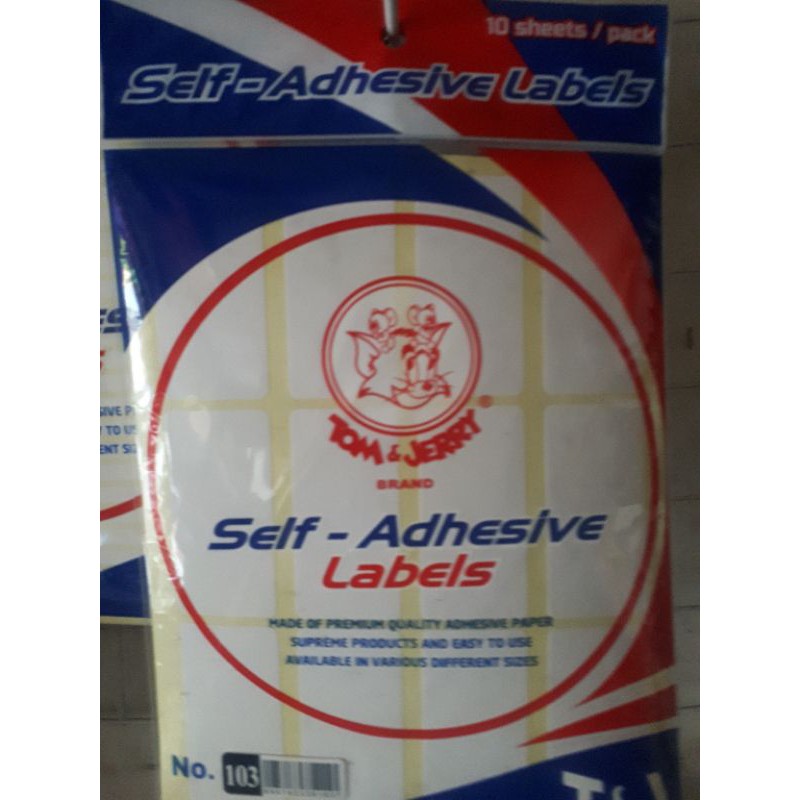 10 sheets / pack
Self-Adhesive Labels
TOM & JERRY ®
BRAND
Self - Adhesive
Labels
MADE OF PREMIUM QUALITY ADHESIVE PAPER
SUPREME PRODUCTS AND EASY TO USE
AVAILABLE IN VARIOUS DIFFERENT SIZES
No. 103